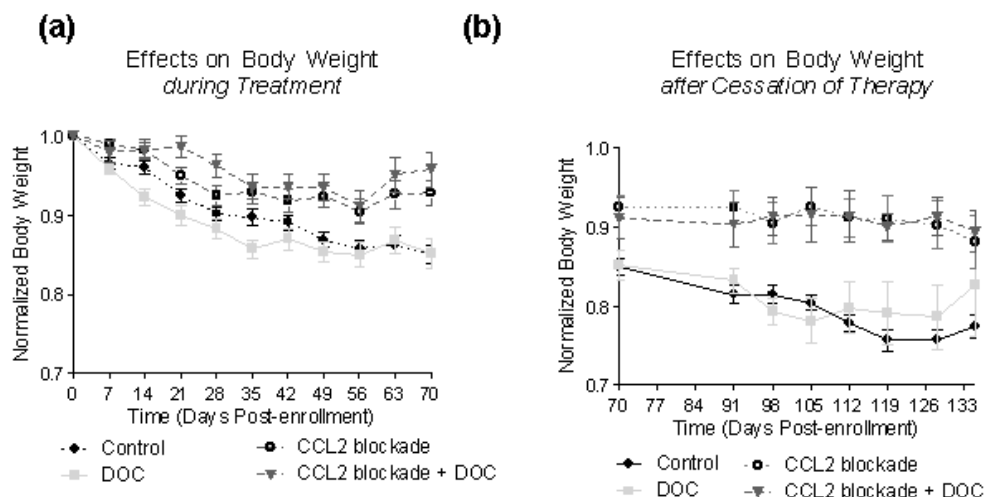 (a)
Effects on Body Weight
during Treatment
Normalized Body Weight
1.0
0.9
0.8
0.7
0 7 14 21 28 35 42 49 56 63 70
Time (Days Post-enrollment)
Control
CCL2 blockade
DOC
CCL2 blockade + DOC
(b)
Effects on Body Weight
after Cessation of Therapy
Normalized Body Weight
1.0
0.9
0.8
0.7
70 77 84 91 98 105 112 119 126 133
Time (Days Post-enrollment)
Control
CCL2 blockade
DOC
CCL2 blockade + DOC